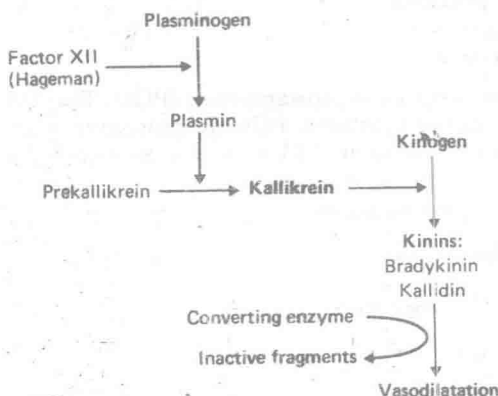 Plasminogen
Factor XII
(Hageman)
Plasmin
Kinogen
Prekallikrein
Kallikrein
Kinins:
Bradykinin
Kallidin
Converting enzyme
Inactive fragments
Vasodilatation